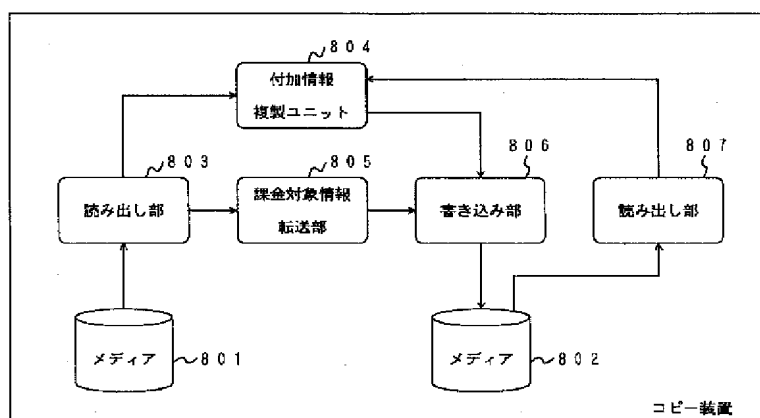 804
付加情報
複製ユニット
803
805
806
807
読み出し部
課金対象情報
転送部
書き込み部
読み出し部
メディア
801
メディア
802
コピー装置